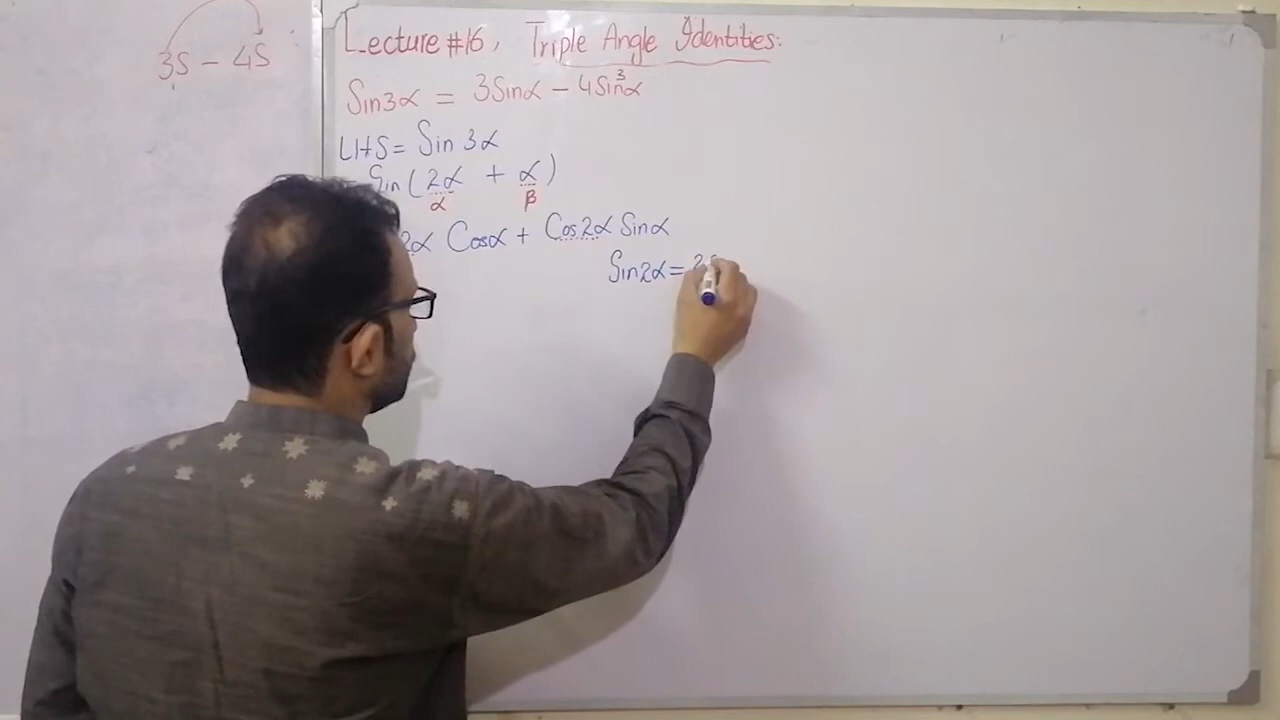 3S - 4S
Lecture #16, Triple Angle Identities:
Sin3α = 3Sinα - 4Sin³α
LHS = Sin 3α
Sin(2α + α)
α β
2α Cosα + Cos2α Sinα
Sin2α = 2S